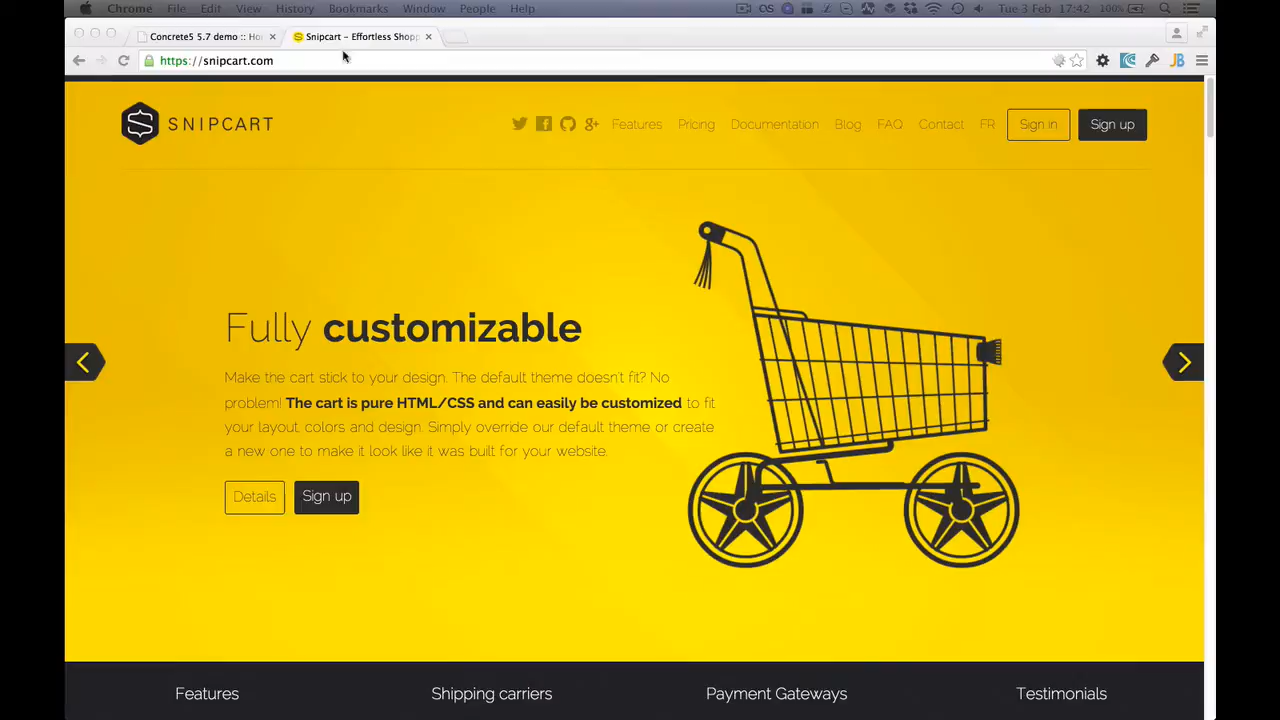 Chrome File Edit View History Bookmarks Window People Help Tue 3 Feb 17:42 100%
Concrete5 5.7 demo :: Ho
Snipcart – Effortless Shopp
https://snipcart.com
SNIPCART
Features Pricing Documentation Blog FAQ Contact FR Sign in Sign up
Fully customizable
Make the cart stick to your design. The default theme doesn't fit? No
problem! The cart is pure HTML/CSS and can easily be customized to fit
your layout, colors and design. Simply override our default theme or create
a new one to make it look like it was built for your website.
Details Sign up
Features Shipping carriers Payment Gateways Testimonials